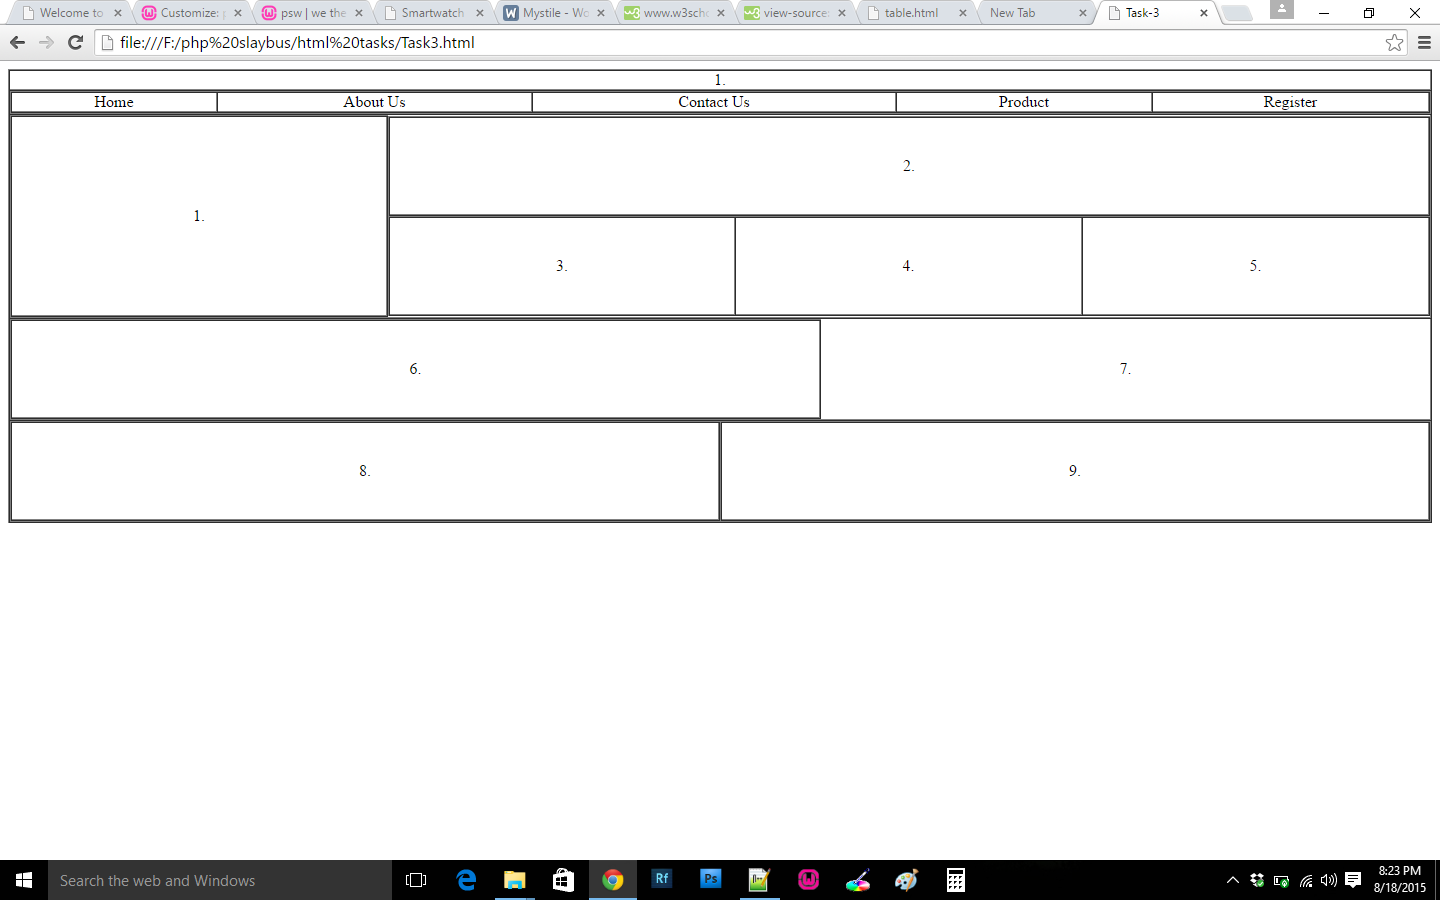 Welcome to
Customize:
psw | we the
Smartwatch
Mystile - Wo
www.w3sch
view-source:
table.html
New Tab
Task-3
file:///F:/php%20slaybus/html%20tasks/Task3.html
1.
Home About Us Contact Us Product Register
2.
1.
3. 4. 5.
6. 7.
8. 9.
Search the web and Windows
Rf Ps
8:23 PM
8/18/2015